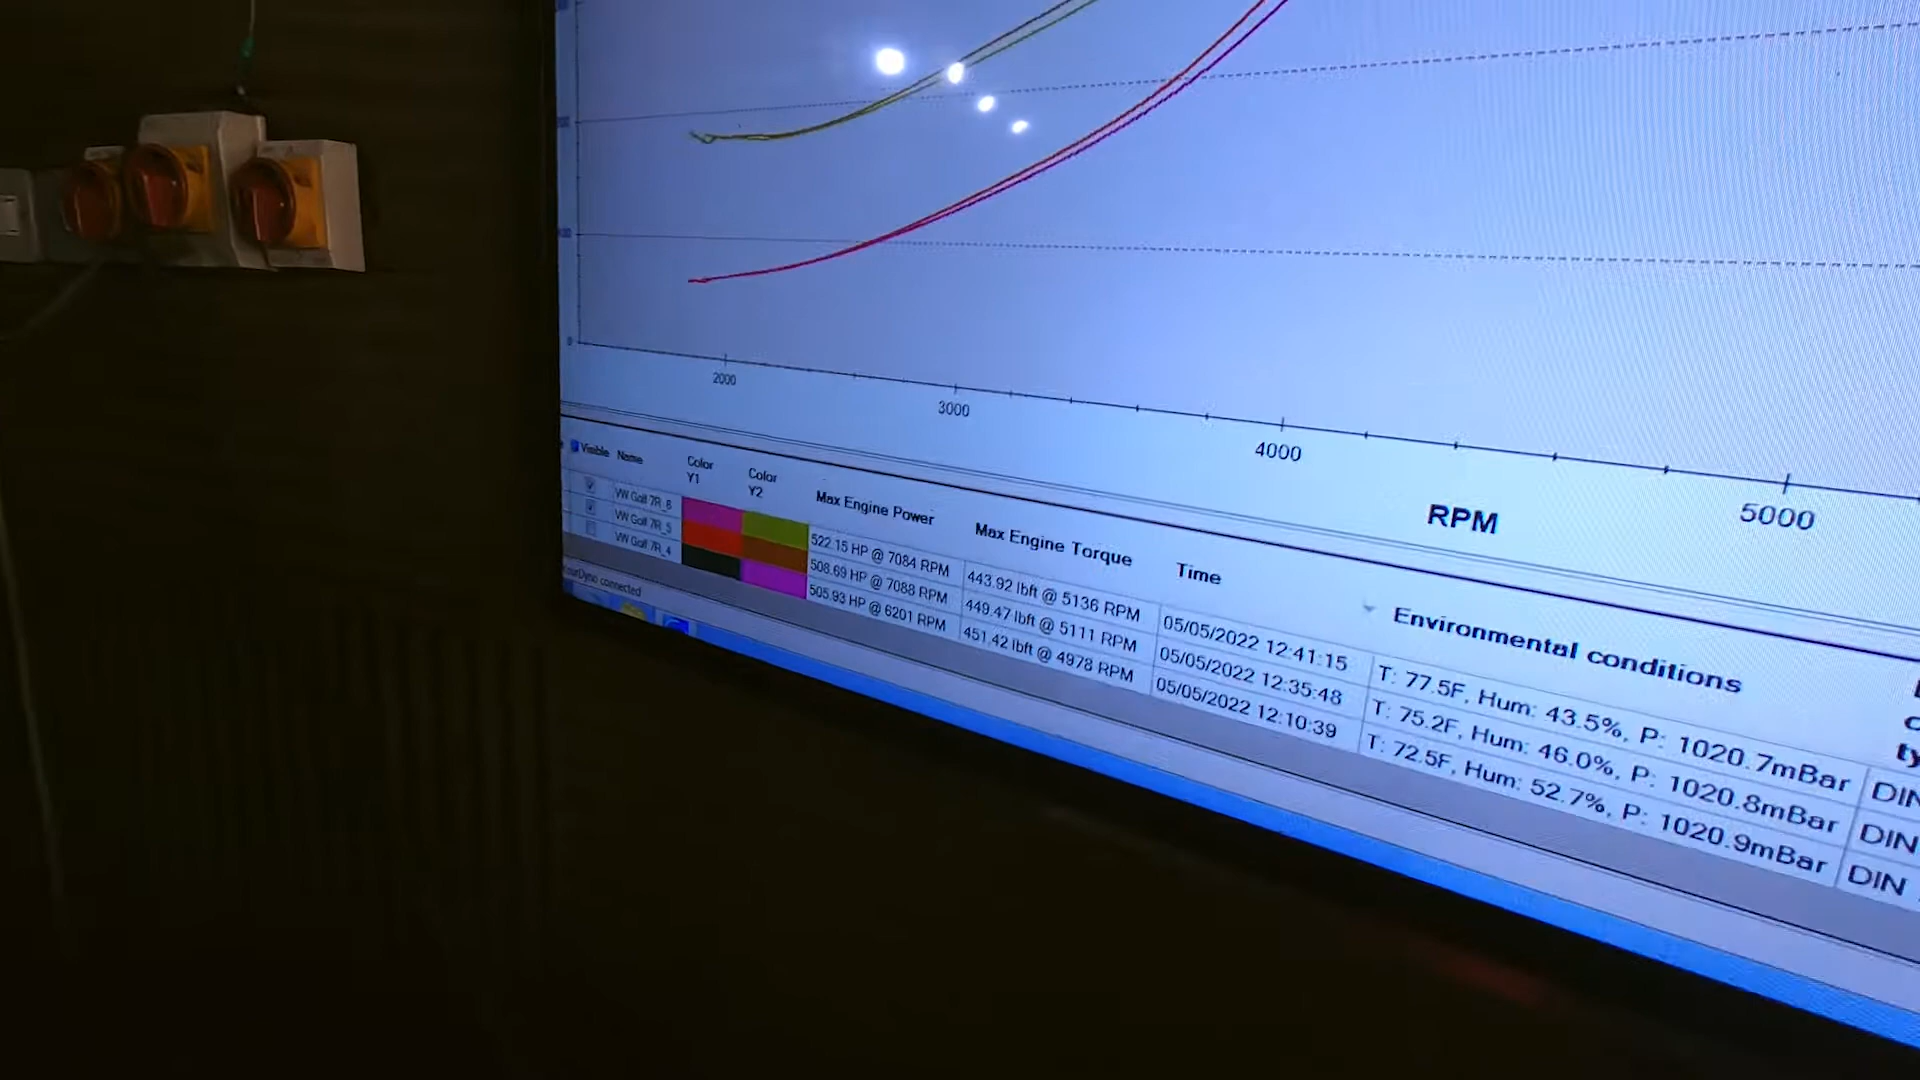 0
2000
3000
4000
5000
RPM
Visible Name Color Y1 Color Y2 Max Engine Power Max Engine Torque Time Environmental conditions
VW Golf 7R_6 522.15 HP @ 7084 RPM 443.92 lbft @ 5136 RPM 05/05/2022 12:41:15 T: 77.5F, Hum: 43.5%, P: 1020.7mBar DIN
VW Golf 7R_5 508.69 HP @ 7088 RPM 449.47 lbft @ 5111 RPM 05/05/2022 12:35:48 T: 75.2F, Hum: 46.0%, P: 1020.8mBar DIN
VW Golf 7R_4 505.93 HP @ 6201 RPM 451.42 lbft @ 4978 RPM 05/05/2022 12:10:39 T: 72.5F, Hum: 52.7%, P: 1020.9mBar DIN
YourDyno connected